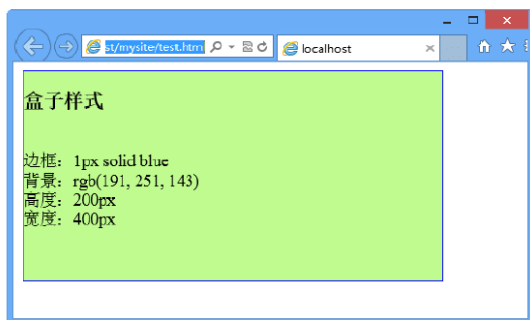 st/mysite/test.htm
localhost
盒子样式
边框：1px solid blue
背景：rgb(191, 251, 143)
高度：200px
宽度：400px